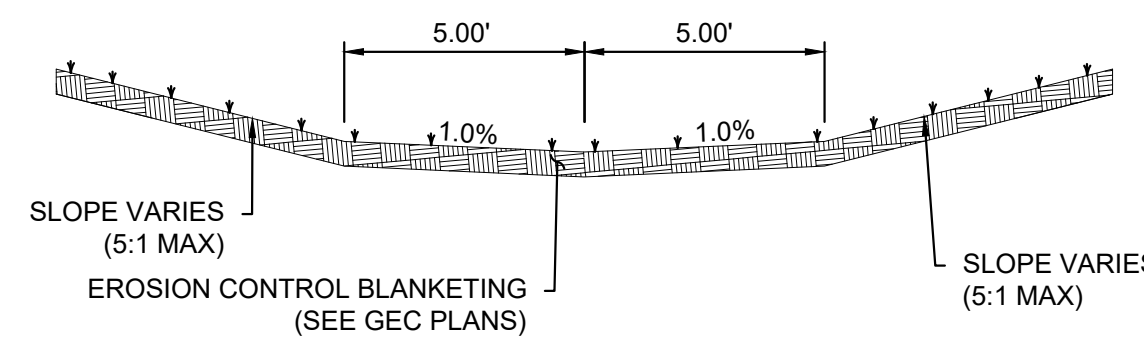 5.00'
5.00'
1.0%
1.0%
SLOPE VARIES
(5:1 MAX)
EROSION CONTROL BLANKETING
(SEE GEC PLANS)
SLOPE VARIES
(5:1 MAX)